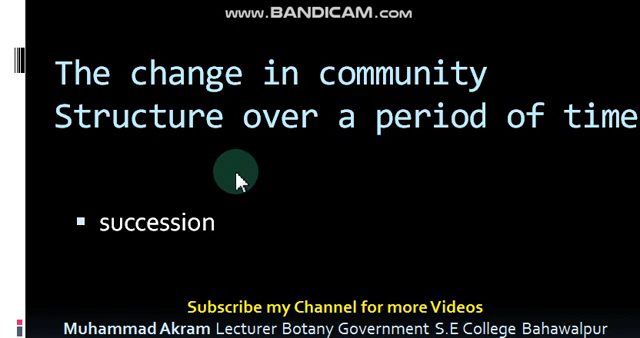 www.BANDICAM.com
The change in community
Structure over a period of time
succession
Subscribe my Channel for more Videos
Muhammad Akram Lecturer Botany Government S.E College Bahawalpur